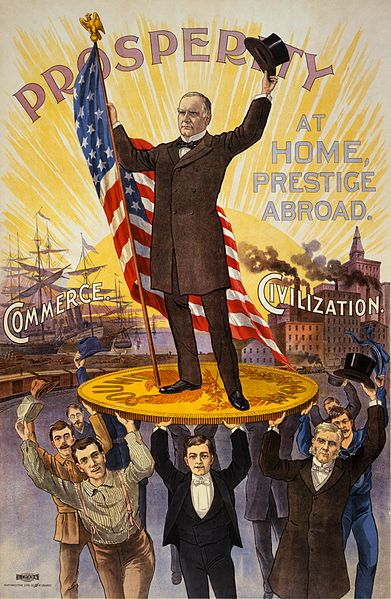 PROSPERITY
AT
HOME,
PRESTIGE
ABROAD.
COMMERCE.
CIVILIZATION.